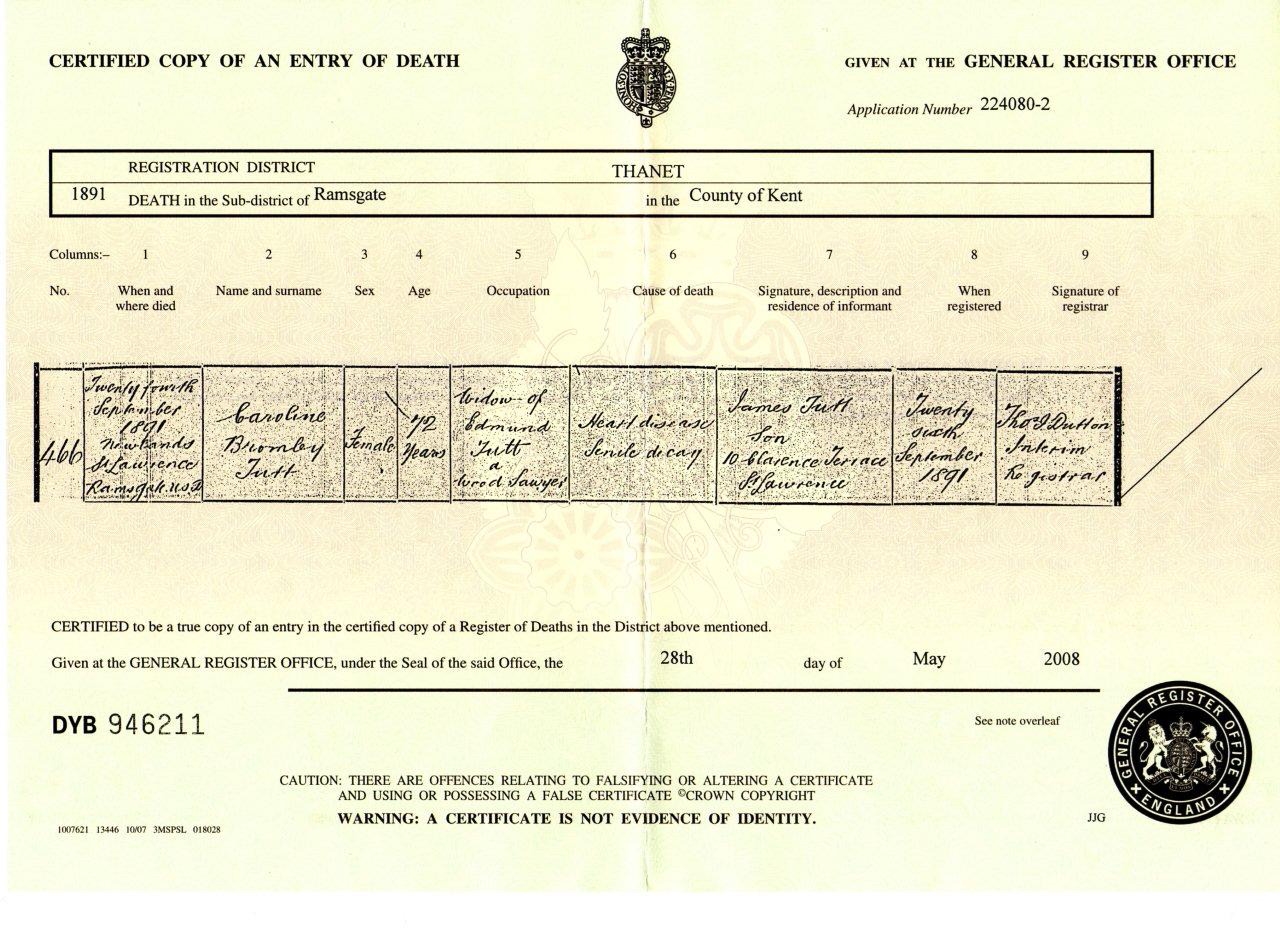 CERTIFIED COPY OF AN ENTRY OF DEATH
GIVEN AT THE GENERAL REGISTER OFFICE
Application Number 224080-2
REGISTRATION DISTRICT THANET
1891 DEATH in the Sub-district of Ramsgate in the County of Kent
Columns:– 1 2 3 4 5 6 7 8 9
No. When and where died Name and surname Sex Age Occupation Cause of death Signature, description and residence of informant When registered Signature of registrar
466
Twenty fourth
September
1891
Newlands
St Lawrence
Ramsgate U.S.D
Caroline
Bromley
Tutt
Female
72
Years
Widow of
Edmund
Tutt
a
Wood Sawyer
Heart disease
Senile decay
James Tutt
Son
10 Clarence Terrace
St Lawrence
Twenty
sixth
September
1891
Thos J Dutton
Interim
Registrar
CERTIFIED to be a true copy of an entry in the certified copy of a Register of Deaths in the District above mentioned.
Given at the GENERAL REGISTER OFFICE, under the Seal of the said Office, the 28th day of May 2008
DYB 946211
See note overleaf
GENERAL REGISTER OFFICE
ENGLAND
CAUTION: THERE ARE OFFENCES RELATING TO FALSIFYING OR ALTERING A CERTIFICATE
AND USING OR POSSESSING A FALSE CERTIFICATE ©CROWN COPYRIGHT
WARNING: A CERTIFICATE IS NOT EVIDENCE OF IDENTITY.
1007621 13446 10/07 3MSPSL 018028
JJG